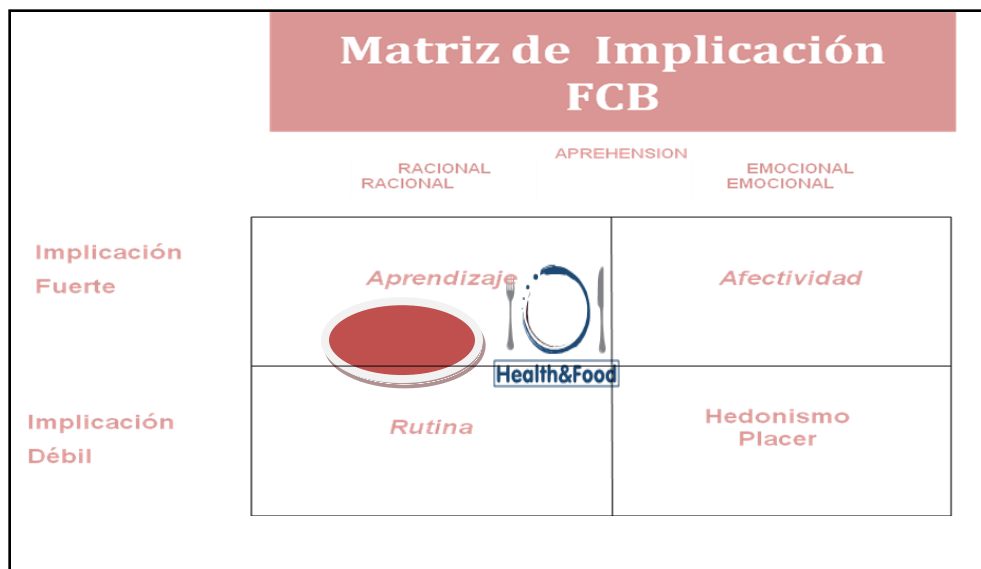 Matriz de Implicación
FCB
APREHENSION
RACIONAL
RACIONAL
EMOCIONAL
EMOCIONAL
Implicación
Fuerte
Aprendizaje
Afectividad
Health&Food
Implicación
Débil
Rutina
Hedonismo
Placer